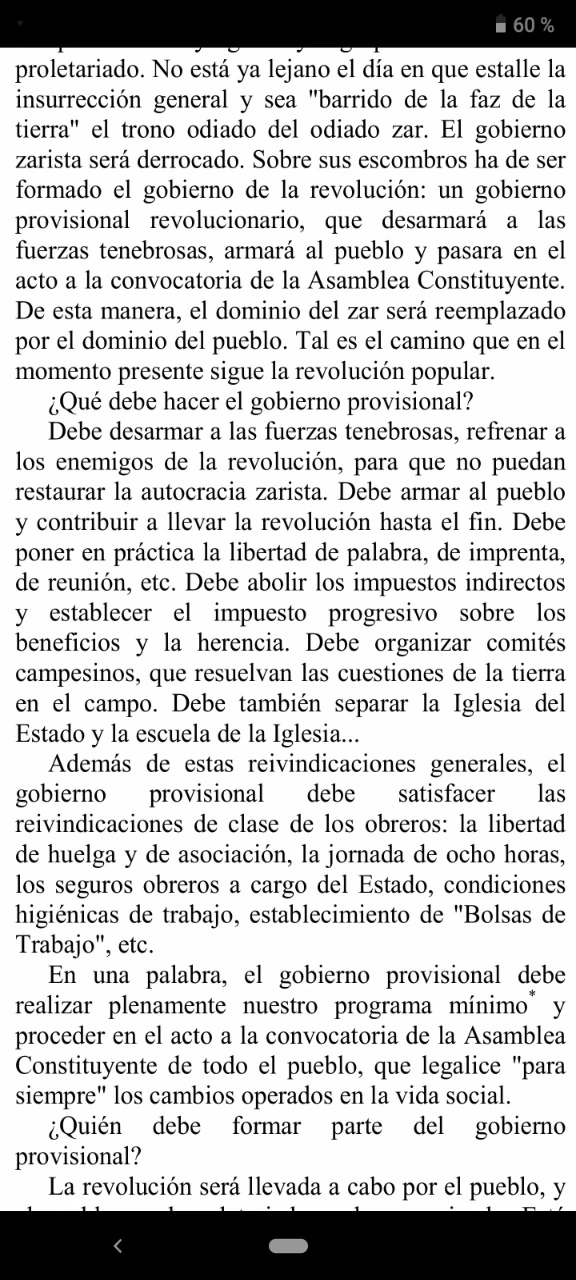 60 %
proletariado. No está ya lejano el día en que estalle la
insurrección general y sea "barrido de la faz de la
tierra" el trono odiado del odiado zar. El gobierno
zarista será derrocado. Sobre sus escombros ha de ser
formado el gobierno de la revolución: un gobierno
provisional revolucionario, que desarmará a las
fuerzas tenebrosas, armará al pueblo y pasara en el
acto a la convocatoria de la Asamblea Constituyente.
De esta manera, el dominio del zar será reemplazado
por el dominio del pueblo. Tal es el camino que en el
momento presente sigue la revolución popular.
¿Qué debe hacer el gobierno provisional?
Debe desarmar a las fuerzas tenebrosas, refrenar a
los enemigos de la revolución, para que no puedan
restaurar la autocracia zarista. Debe armar al pueblo
y contribuir a llevar la revolución hasta el fin. Debe
poner en práctica la libertad de palabra, de imprenta,
de reunión, etc. Debe abolir los impuestos indirectos
y establecer el impuesto progresivo sobre los
beneficios y la herencia. Debe organizar comités
campesinos, que resuelvan las cuestiones de la tierra
en el campo. Debe también separar la Iglesia del
Estado y la escuela de la Iglesia...
Además de estas reivindicaciones generales, el
gobierno provisional debe satisfacer las
reivindicaciones de clase de los obreros: la libertad
de huelga y de asociación, la jornada de ocho horas,
los seguros obreros a cargo del Estado, condiciones
higiénicas de trabajo, establecimiento de "Bolsas de
Trabajo", etc.
En una palabra, el gobierno provisional debe
realizar plenamente nuestro programa mínimo* y
proceder en el acto a la convocatoria de la Asamblea
Constituyente de todo el pueblo, que legalice "para
siempre" los cambios operados en la vida social.
¿Quién debe formar parte del gobierno
provisional?
La revolución será llevada a cabo por el pueblo, y